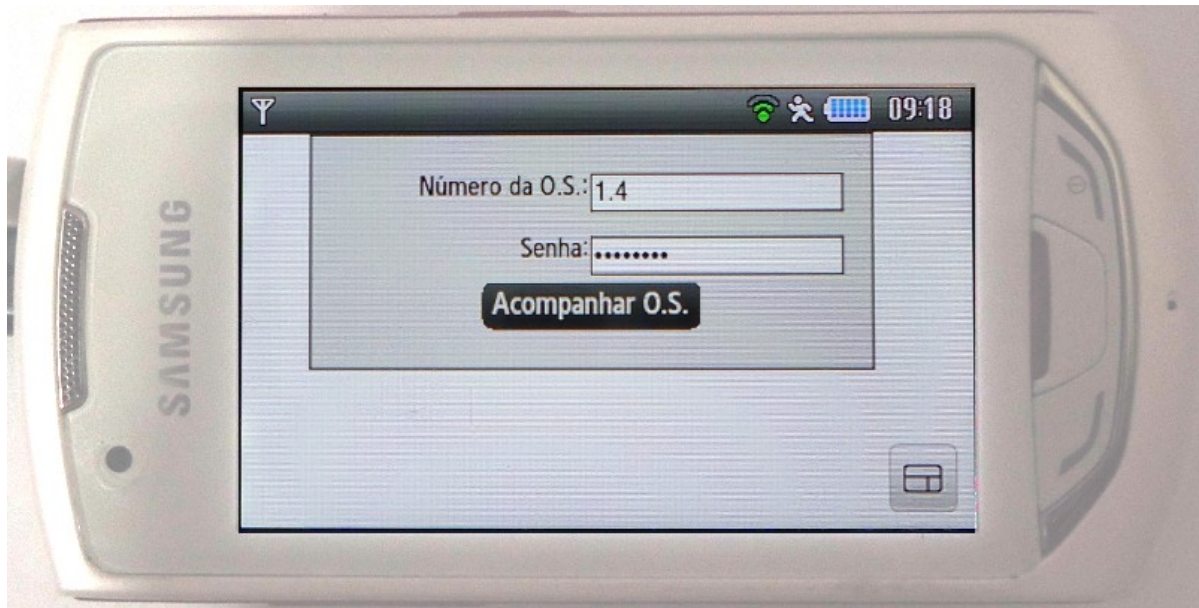 SAMSUNG
09:18
Número da O.S.: 1.4
Senha: ••••••••
Acompanhar O.S.